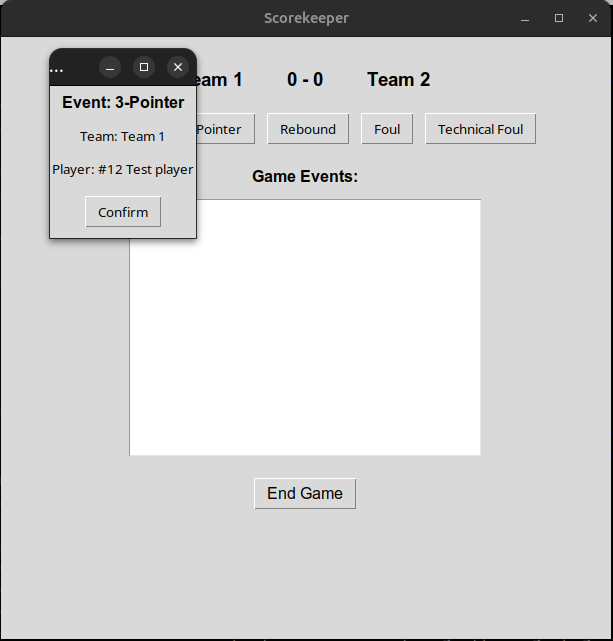 Scorekeeper
...
Event: 3-Pointer
Team: Team 1
Player: #12 Test player
Confirm
eam 1 0 - 0 Team 2
Pointer Rebound Foul Technical Foul
Game Events:
End Game